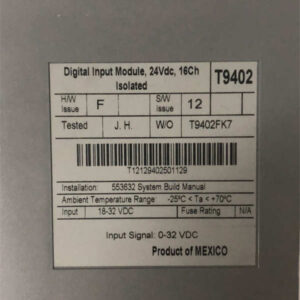 Digital Input Module, 24Vdc, 16Ch Isolated T9402
H/W Issue F S/W Issue 12
Tested J. H. W/O T9402FK7
T12129402501129
Installation: 553632 System Build Manual
Ambient Temperature Range: -25ºC < Ta < +70ºC
Input 18-32 VDC Fuse Rating N/A
Input Signal: 0-32 VDC
Product of MEXICO